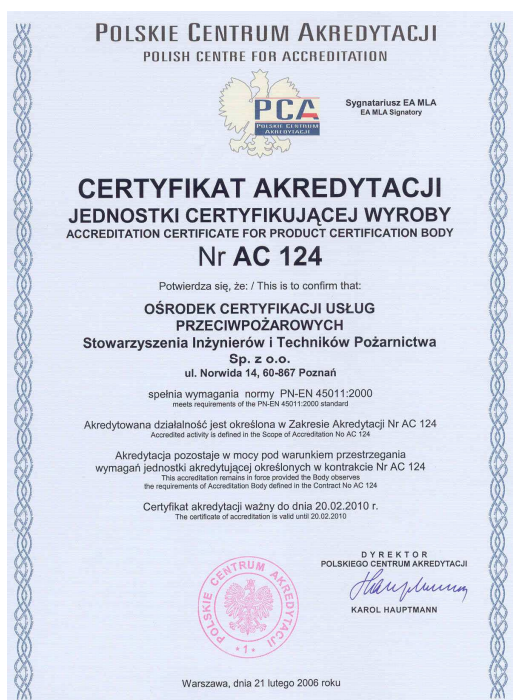 POLSKIE CENTRUM AKREDYTACJI
POLISH CENTRE FOR ACCREDITATION
PCA
POLSKIE CENTRUM
AKREDYTACJI
Sygnatariusz EA MLA
EA MLA Signatory
CERTYFIKAT AKREDYTACJI
JEDNOSTKI CERTYFIKUJĄCEJ WYROBY
ACCREDITATION CERTIFICATE FOR PRODUCT CERTIFICATION BODY
Nr AC 124
Potwierdza się, że: / This is to confirm that:
OŚRODEK CERTYFIKACJI USŁUG
PRZECIWPOŻAROWYCH
Stowarzyszenia Inżynierów i Techników Pożarnictwa
Sp. z o.o.
ul. Norwida 14, 60-867 Poznań
spełnia wymagania normy PN-EN 45011:2000
meets requirements of the PN-EN 45011:2000 standard
Akredytowana działalność jest określona w Zakresie Akredytacji Nr AC 124
Accredited activity is defined in the Scope of Accreditation No AC 124
Akredytacja pozostaje w mocy pod warunkiem przestrzegania
wymagań jednostki akredytującej określonych w kontrakcie Nr AC 124
This accreditation remains in force provided the Body observes
the requirements of Accreditation Body defined in the Contract No AC 124
Certyfikat akredytacji ważny do dnia 20.02.2010 r.
The certificate of accreditation is valid until 20.02.2010
DYREKTOR
POLSKIEGO CENTRUM AKREDYTACJI
Hauptmann
KAROL HAUPTMANN
POLSKIE CENTRUM AKREDYTACJI
* 1 *
Warszawa, dnia 21 lutego 2006 roku